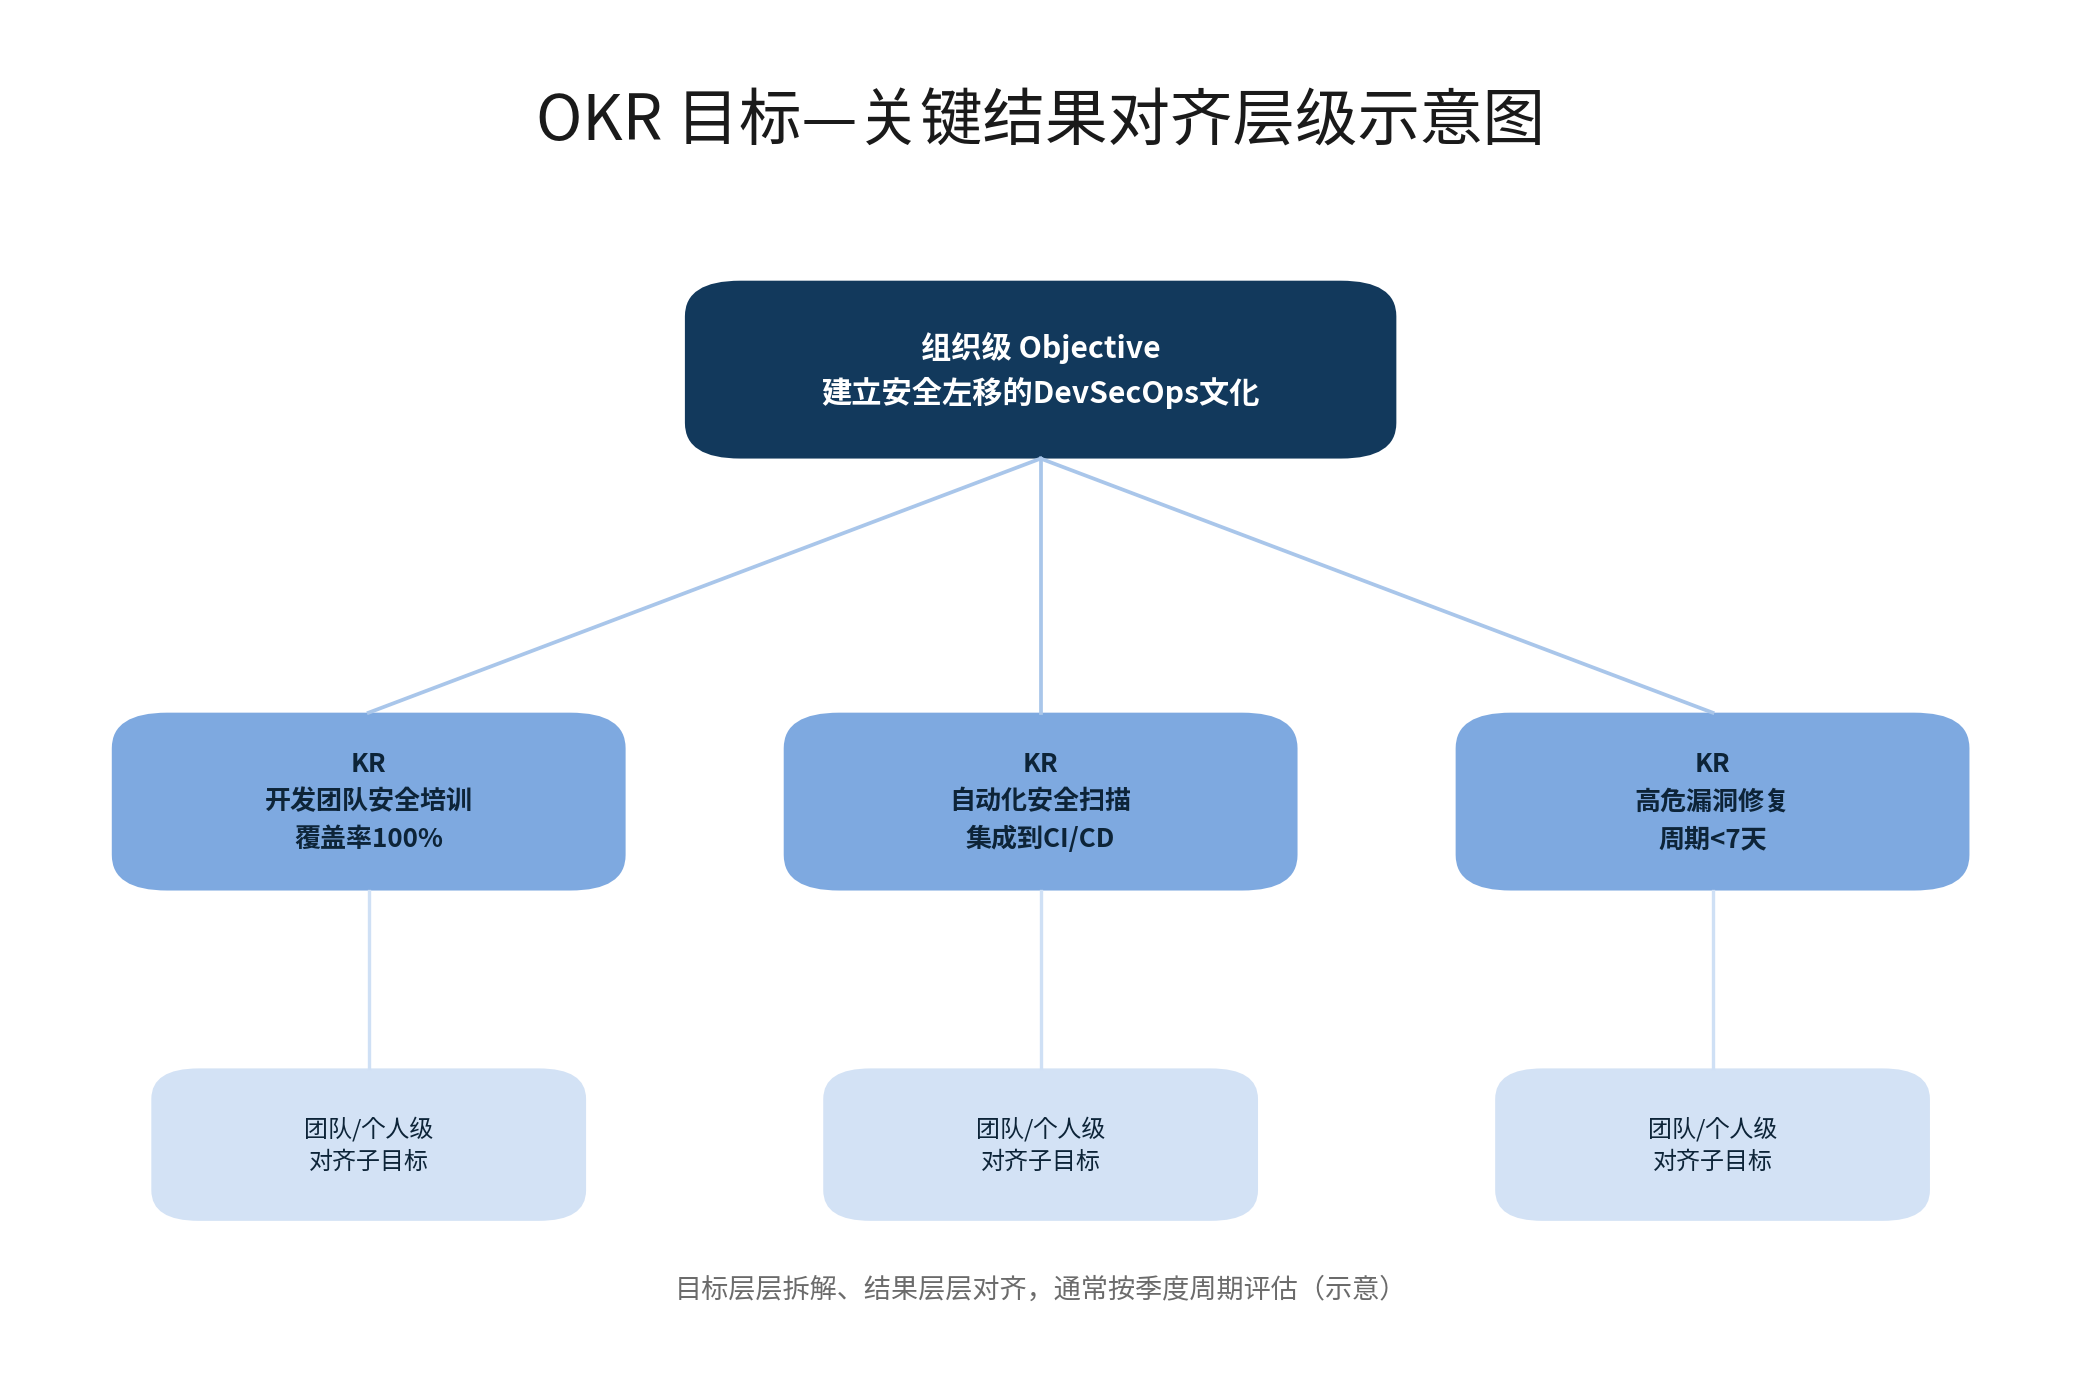 OKR 目标—关键结果对齐层级示意图
组织级 Objective
建立安全左移的DevSecOps文化
KR
开发团队安全培训
覆盖率100%
KR
自动化安全扫描
集成到CI/CD
KR
高危漏洞修复
周期<7天
团队/个人级
对齐子目标
团队/个人级
对齐子目标
团队/个人级
对齐子目标
目标层层拆解、结果层层对齐，通常按季度周期评估（示意）